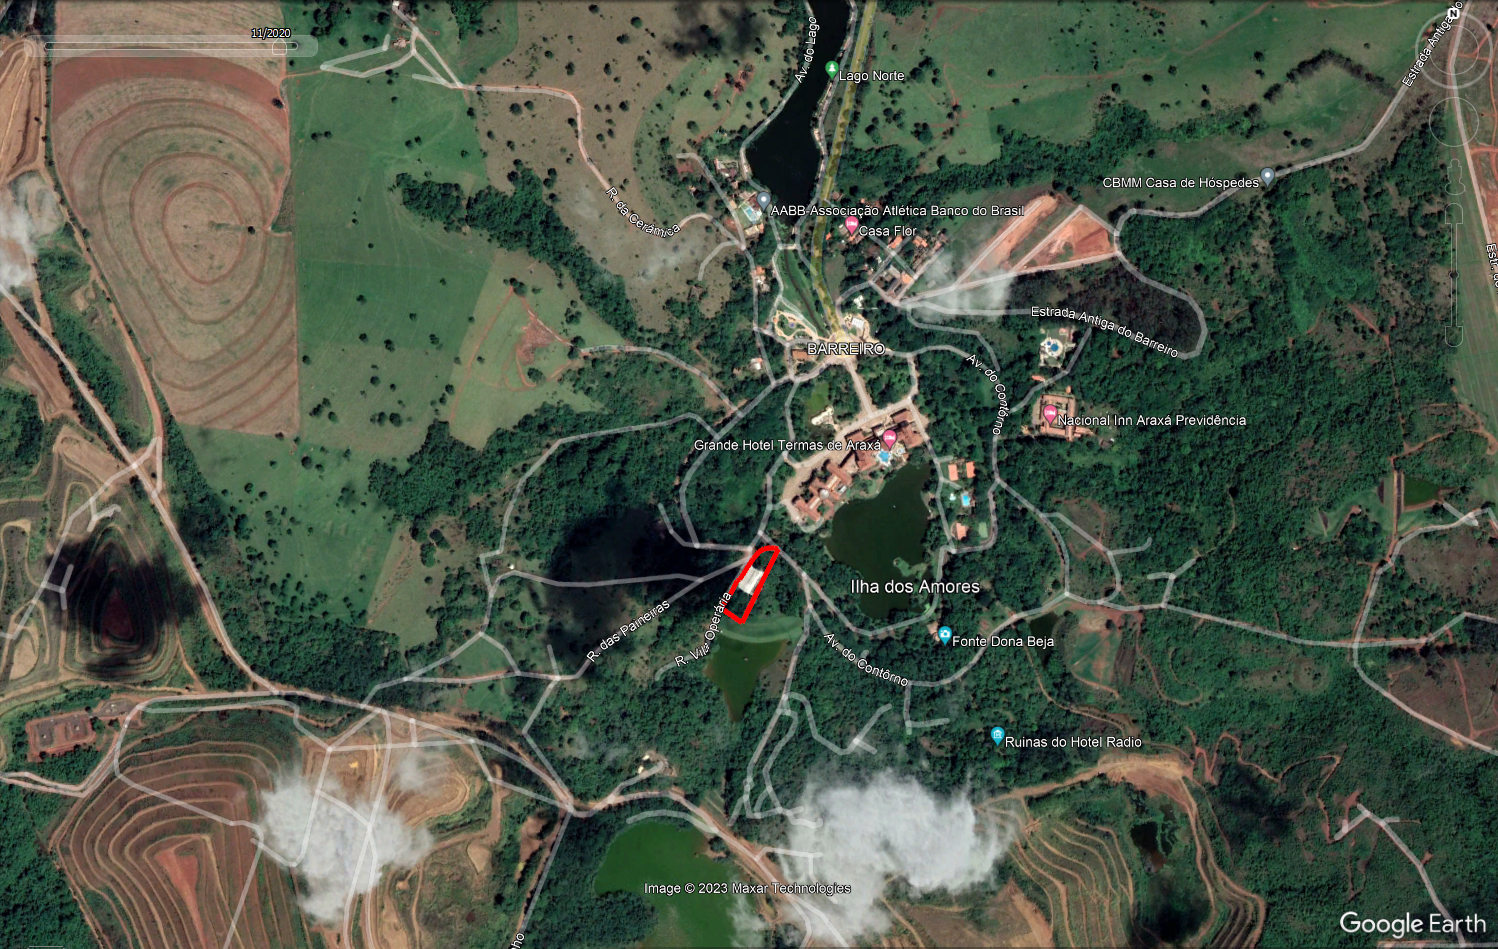 11/2020
N
Av. do Lago
Lago Norte
Estrada Antiga do
CBMM Casa de Hóspedes
R. da Cerâmica
AABB-Associação Atlética Banco do Brasil
Casa Flor
Estrada Antiga do Barreiro
BARREIRO
Av. do Contôrno
Nacional Inn Araxá Previdência
Grande Hotel Termas de Araxá
Ilha dos Amores
R. das Paineiras
R. Vila Operária
Av. do Contôrno
Fonte Dona Beja
Ruinas do Hotel Radio
Image © 2023 Maxar Technologies
Google Earth